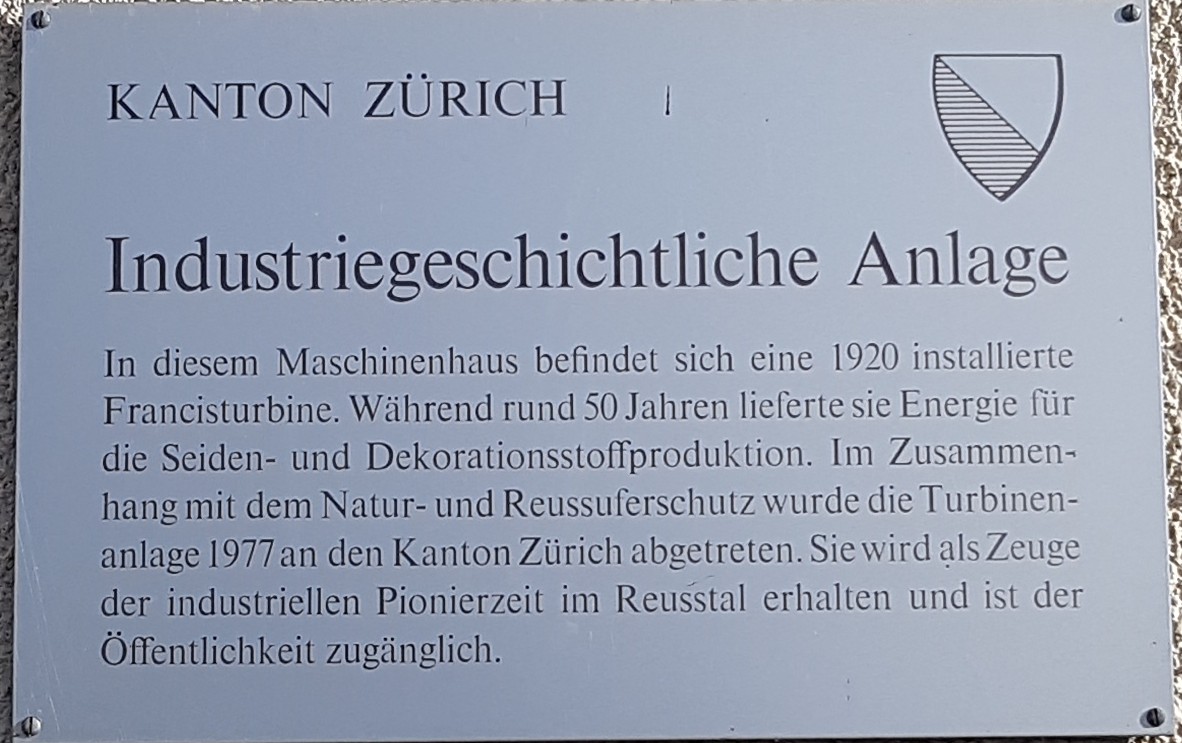 KANTON ZÜRICH
Industriegeschichtliche Anlage
In diesem Maschinenhaus befindet sich eine 1920 installierte
Francisturbine. Während rund 50 Jahren lieferte sie Energie für
die Seiden- und Dekorationsstoffproduktion. Im Zusammen-
hang mit dem Natur- und Reussuferschutz wurde die Turbinen-
anlage 1977 an den Kanton Zürich abgetreten. Sie wird als Zeuge
der industriellen Pionierzeit im Reusstal erhalten und ist der
Öffentlichkeit zugänglich.